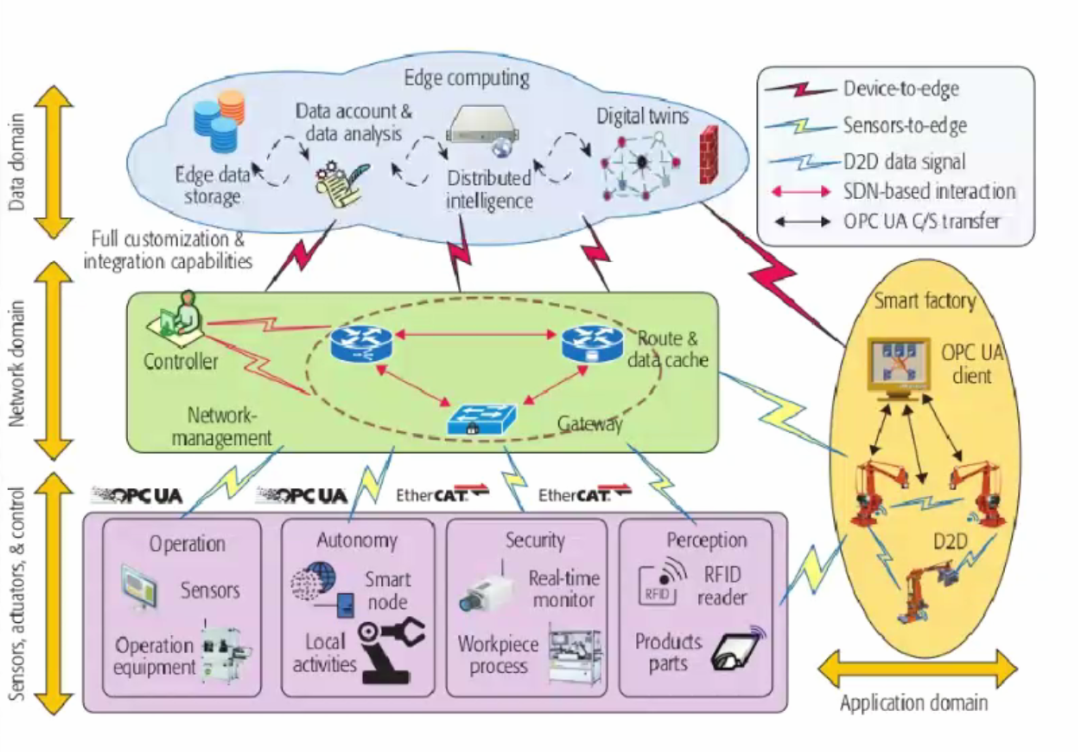 Edge computing
Data account &
data analysis
Digital twins
Edge data
storage
Distributed
intelligence
Data domain
Full customization &
integration capabilities
Device-to-edge
Sensors-to-edge
D2D data signal
SDN-based interaction
OPC UA C/S transfer
Network domain
Controller
Route &
data cache
Network-
management
Gateway
Smart factory
OPC UA
client
D2D
Application domain
OPC UA
OPC UA
EtherCAT
EtherCAT
Sensors, actuators, & control
Operation
Sensors
Operation
equipment
Autonomy
Smart
node
Local
activities
Security
Real-time
monitor
Workpiece
process
Perception
RFID
RFID
reader
Products
parts